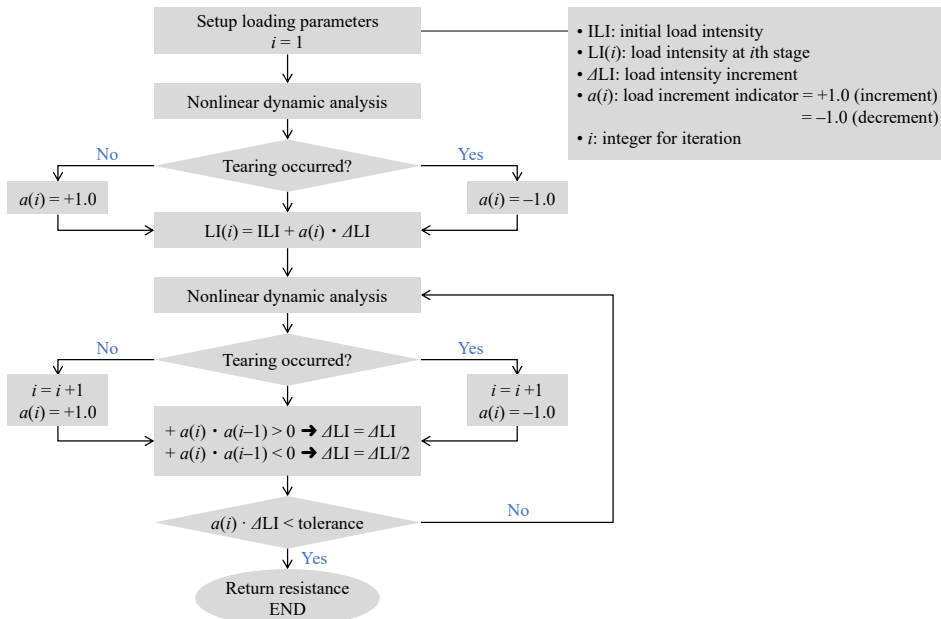 Setup loading parameters
i = 1
• ILI: initial load intensity
• LI(i): load intensity at ith stage
• ΔLI: load intensity increment
• a(i): load increment indicator = +1.0 (increment)
= –1.0 (decrement)
• i: integer for iteration
Nonlinear dynamic analysis
No
Tearing occurred?
Yes
a(i) = +1.0
a(i) = –1.0
LI(i) = ILI + a(i) · ΔLI
Nonlinear dynamic analysis
No
Tearing occurred?
Yes
i = i +1
a(i) = +1.0
i = i +1
a(i) = –1.0
+ a(i) · a(i–1) > 0 ➜ ΔLI = ΔLI
+ a(i) · a(i–1) < 0 ➜ ΔLI = ΔLI/2
a(i) · ΔLI < tolerance
No
Yes
Return resistance
END